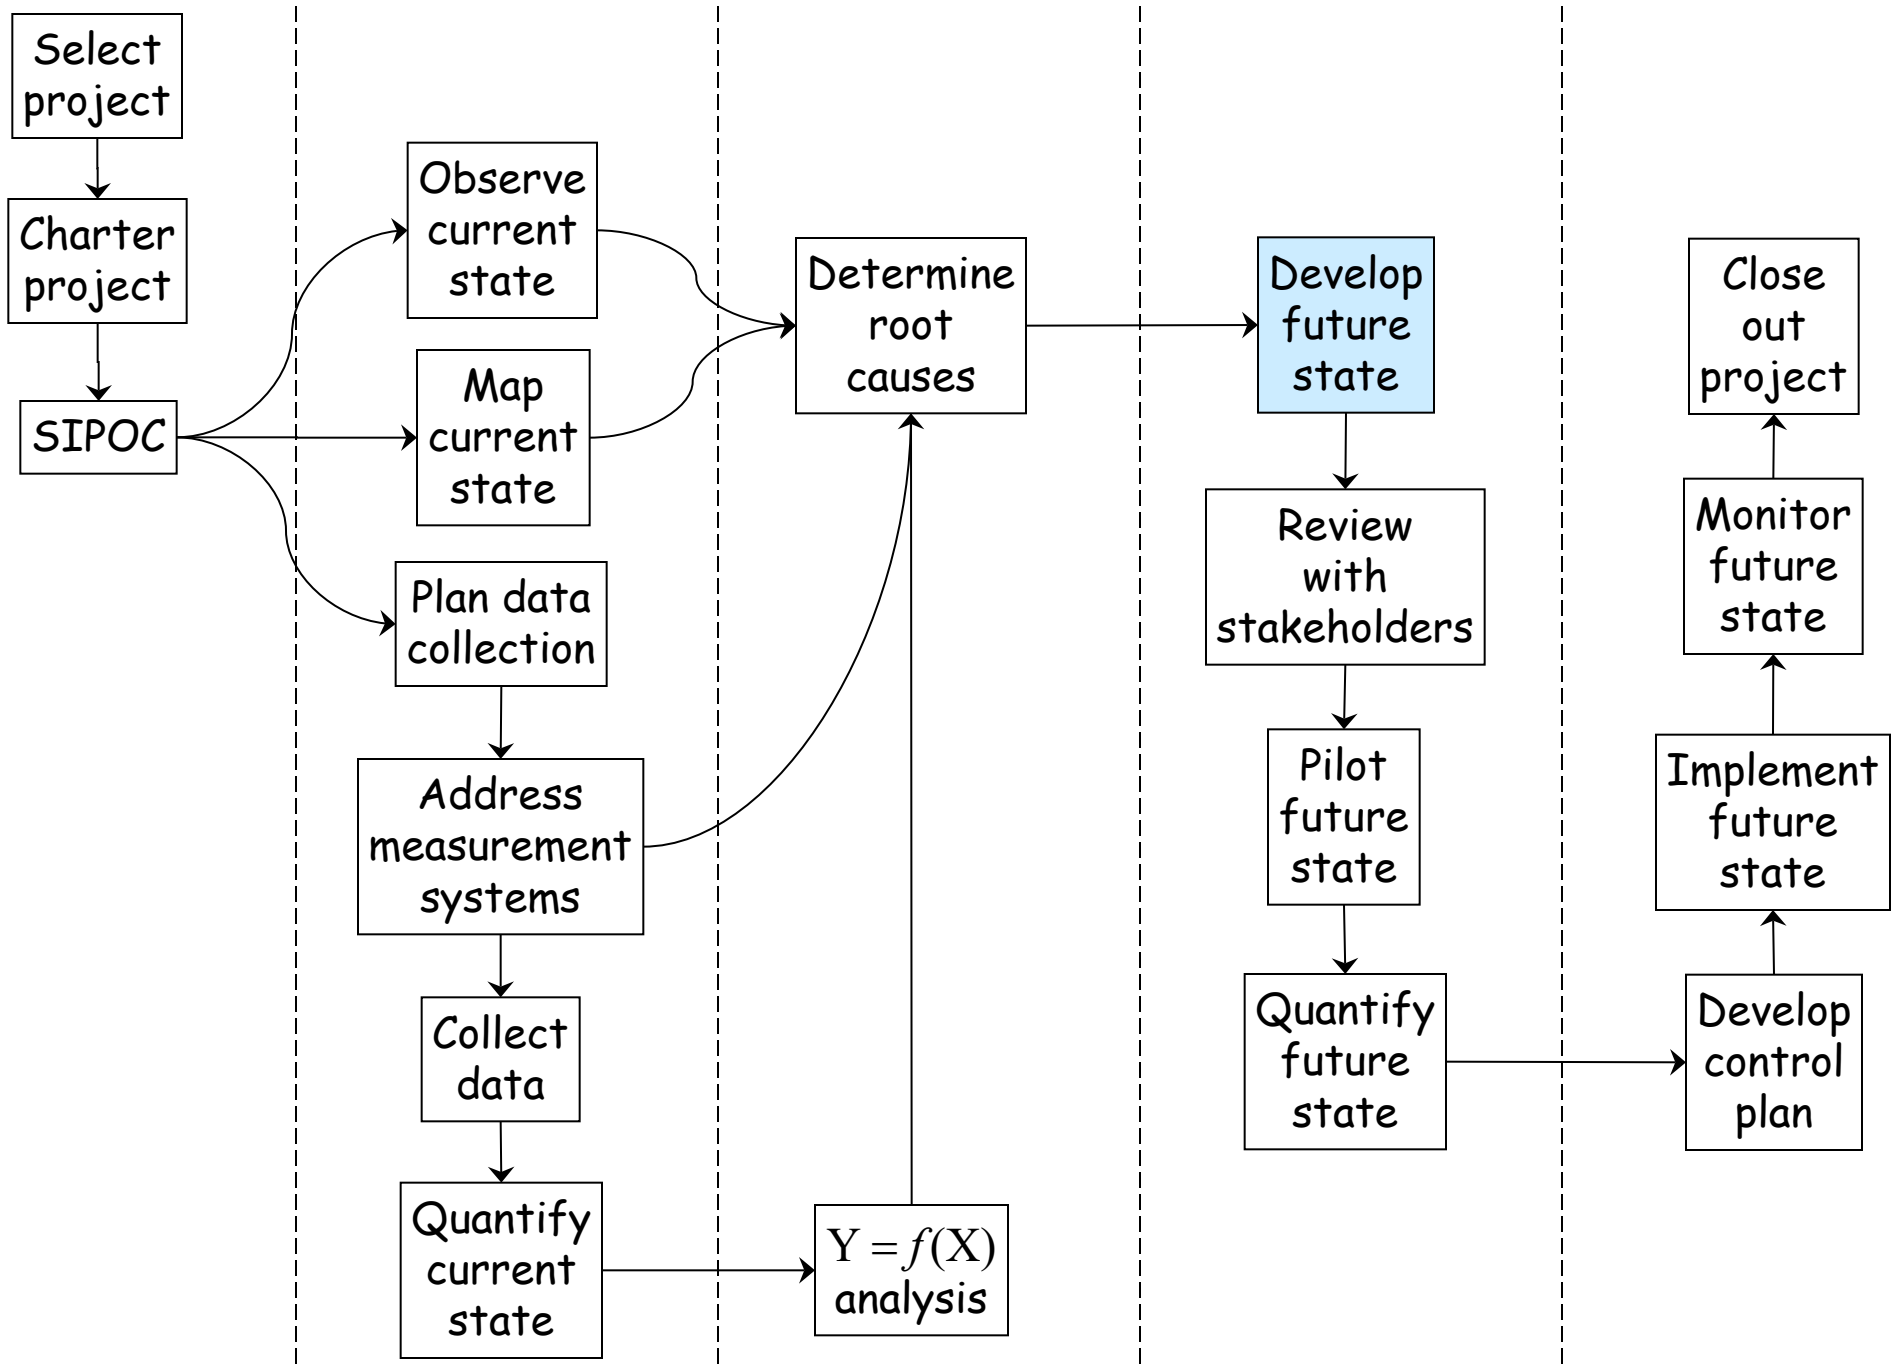 Select
project
Charter
project
SIPOC
Observe
current
state
Map
current
state
Plan data
collection
Address
measurement
systems
Collect
data
Quantify
current
state
Determine
root
causes
Y = f(X)
analysis
Develop
future
state
Review
with
stakeholders
Pilot
future
state
Quantify
future
state
Close
out
project
Monitor
future
state
Implement
future
state
Develop
control
plan